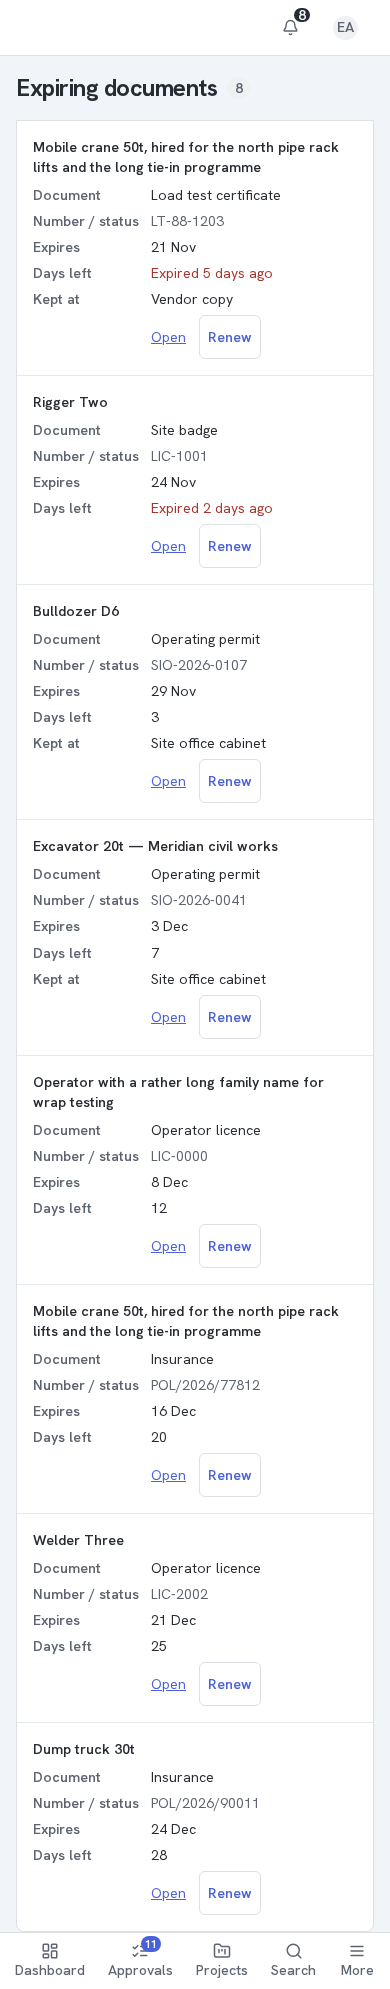 8
EA
Expiring documents 8
Mobile crane 50t, hired for the north pipe rack
lifts and the long tie-in programme
Document Load test certificate
Number / status LT-88-1203
Expires 21 Nov
Days left Expired 5 days ago
Kept at Vendor copy
Open Renew
Rigger Two
Document Site badge
Number / status LIC-1001
Expires 24 Nov
Days left Expired 2 days ago
Open Renew
Bulldozer D6
Document Operating permit
Number / status SIO-2026-0107
Expires 29 Nov
Days left 3
Kept at Site office cabinet
Open Renew
Excavator 20t — Meridian civil works
Document Operating permit
Number / status SIO-2026-0041
Expires 3 Dec
Days left 7
Kept at Site office cabinet
Open Renew
Operator with a rather long family name for
wrap testing
Document Operator licence
Number / status LIC-0000
Expires 8 Dec
Days left 12
Open Renew
Mobile crane 50t, hired for the north pipe rack
lifts and the long tie-in programme
Document Insurance
Number / status POL/2026/77812
Expires 16 Dec
Days left 20
Open Renew
Welder Three
Document Operator licence
Number / status LIC-2002
Expires 21 Dec
Days left 25
Open Renew
Dump truck 30t
Document Insurance
Number / status POL/2026/90011
Expires 24 Dec
Days left 28
Open Renew
11
Dashboard Approvals Projects Search More